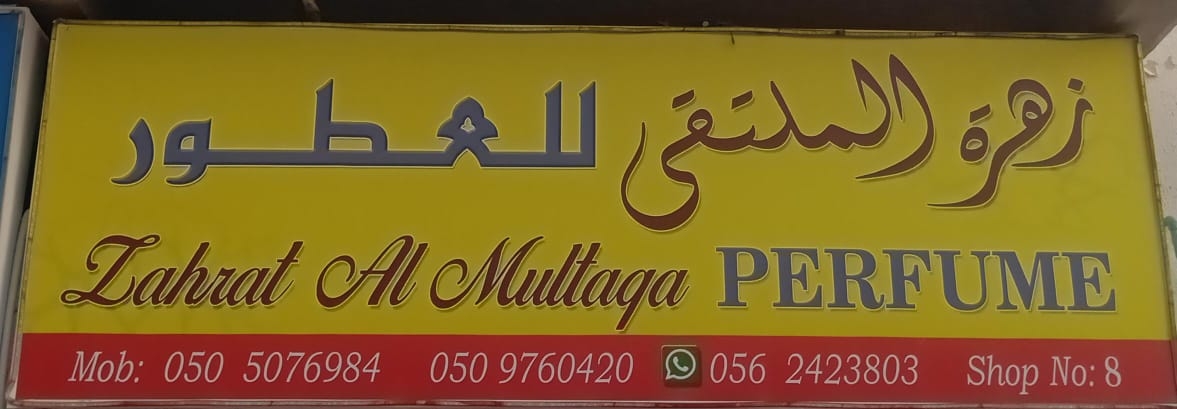 زهرة الملتقى للعطور
Zahrat Al Multaqa PERFUME
Mob: 050 5076984 050 9760420 056 2423803 Shop No: 8